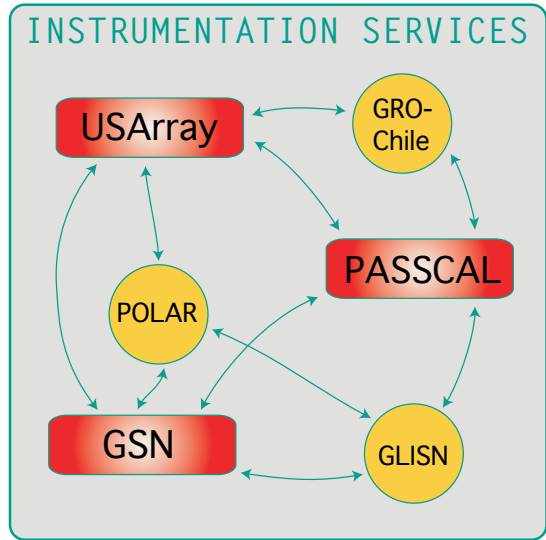 INSTRUMENTATION SERVICES
USArray
GRO-
Chile
PASSCAL
POLAR
GSN
GLISN